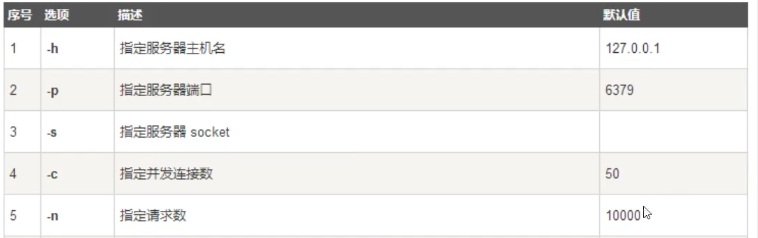 序号 选项 描述 默认值
1 -h 指定服务器主机名 127.0.0.1
2 -p 指定服务器端口 6379
3 -s 指定服务器 socket
4 -c 指定并发连接数 50
5 -n 指定请求数 10000